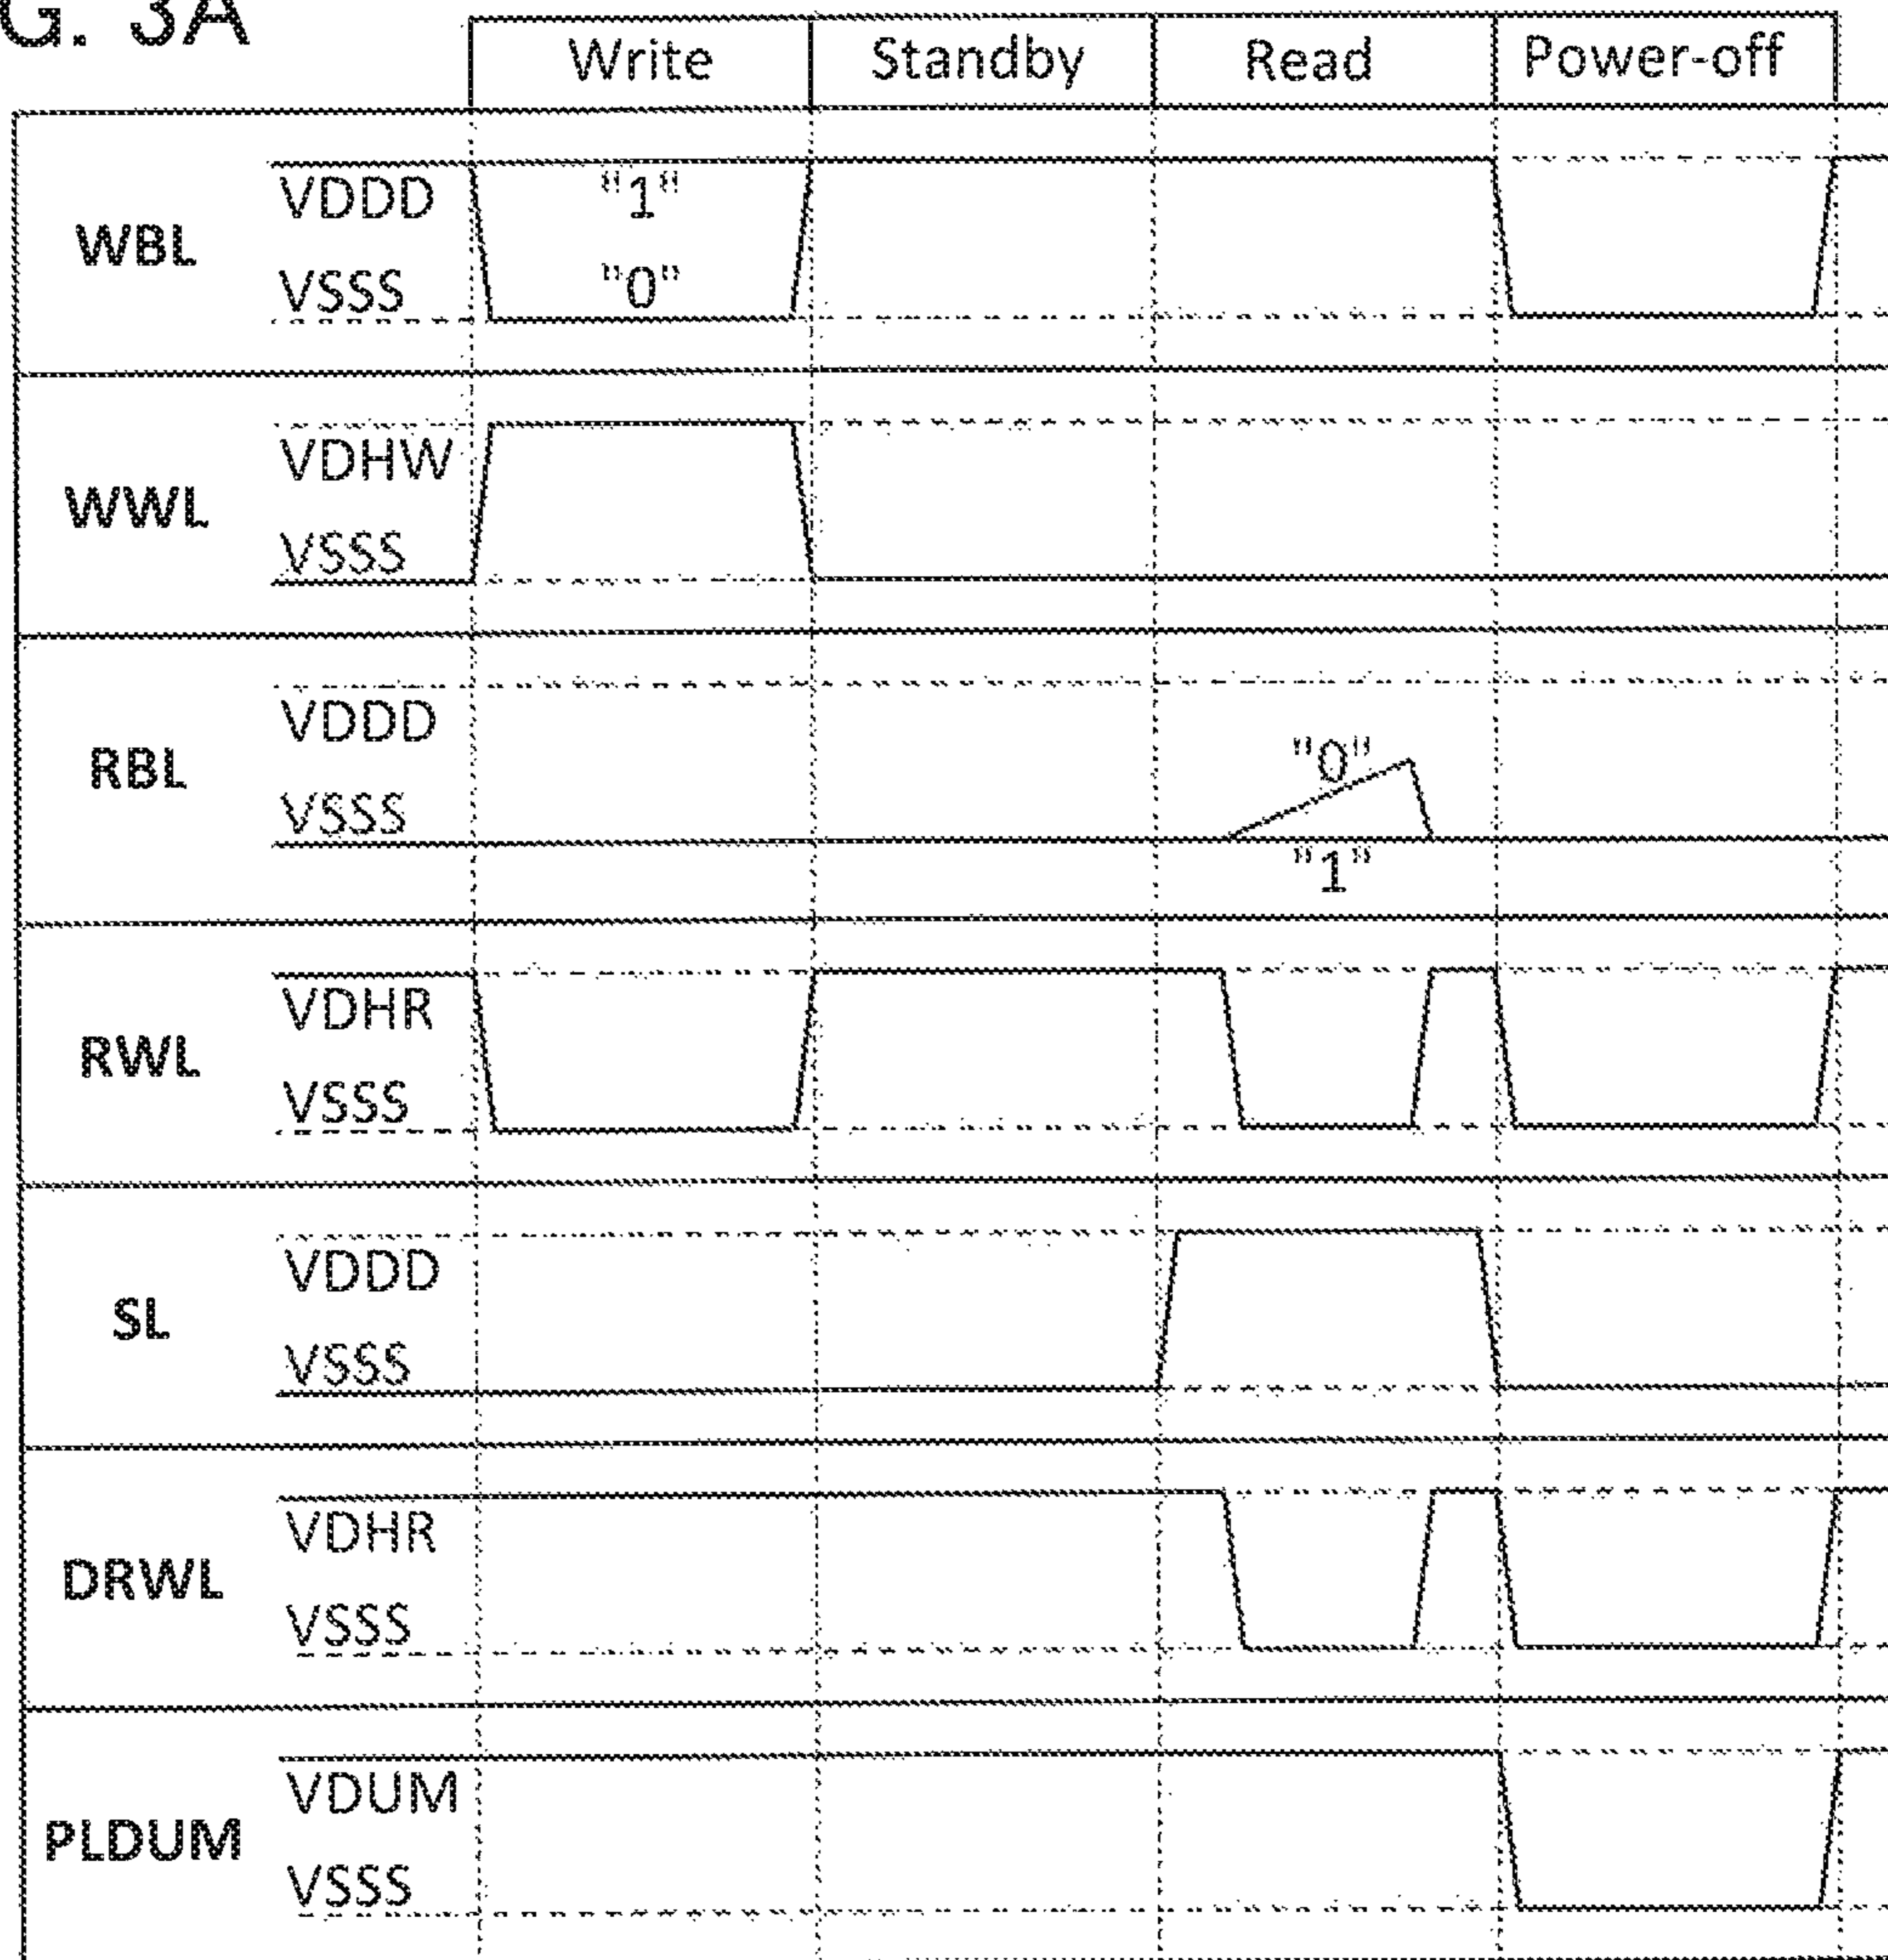 G. 3A
Write Standby Read Power-off
WBL
VDDD "1"
VSSS "0"
WWL
VDHW
VSSS
RBL
VDDD
VSSS
"0"
"1"
RWL
VDHR
VSSS
SL
VDDD
VSSS
DRWL
VDHR
VSSS
PLDUM
VDUM
VSSS